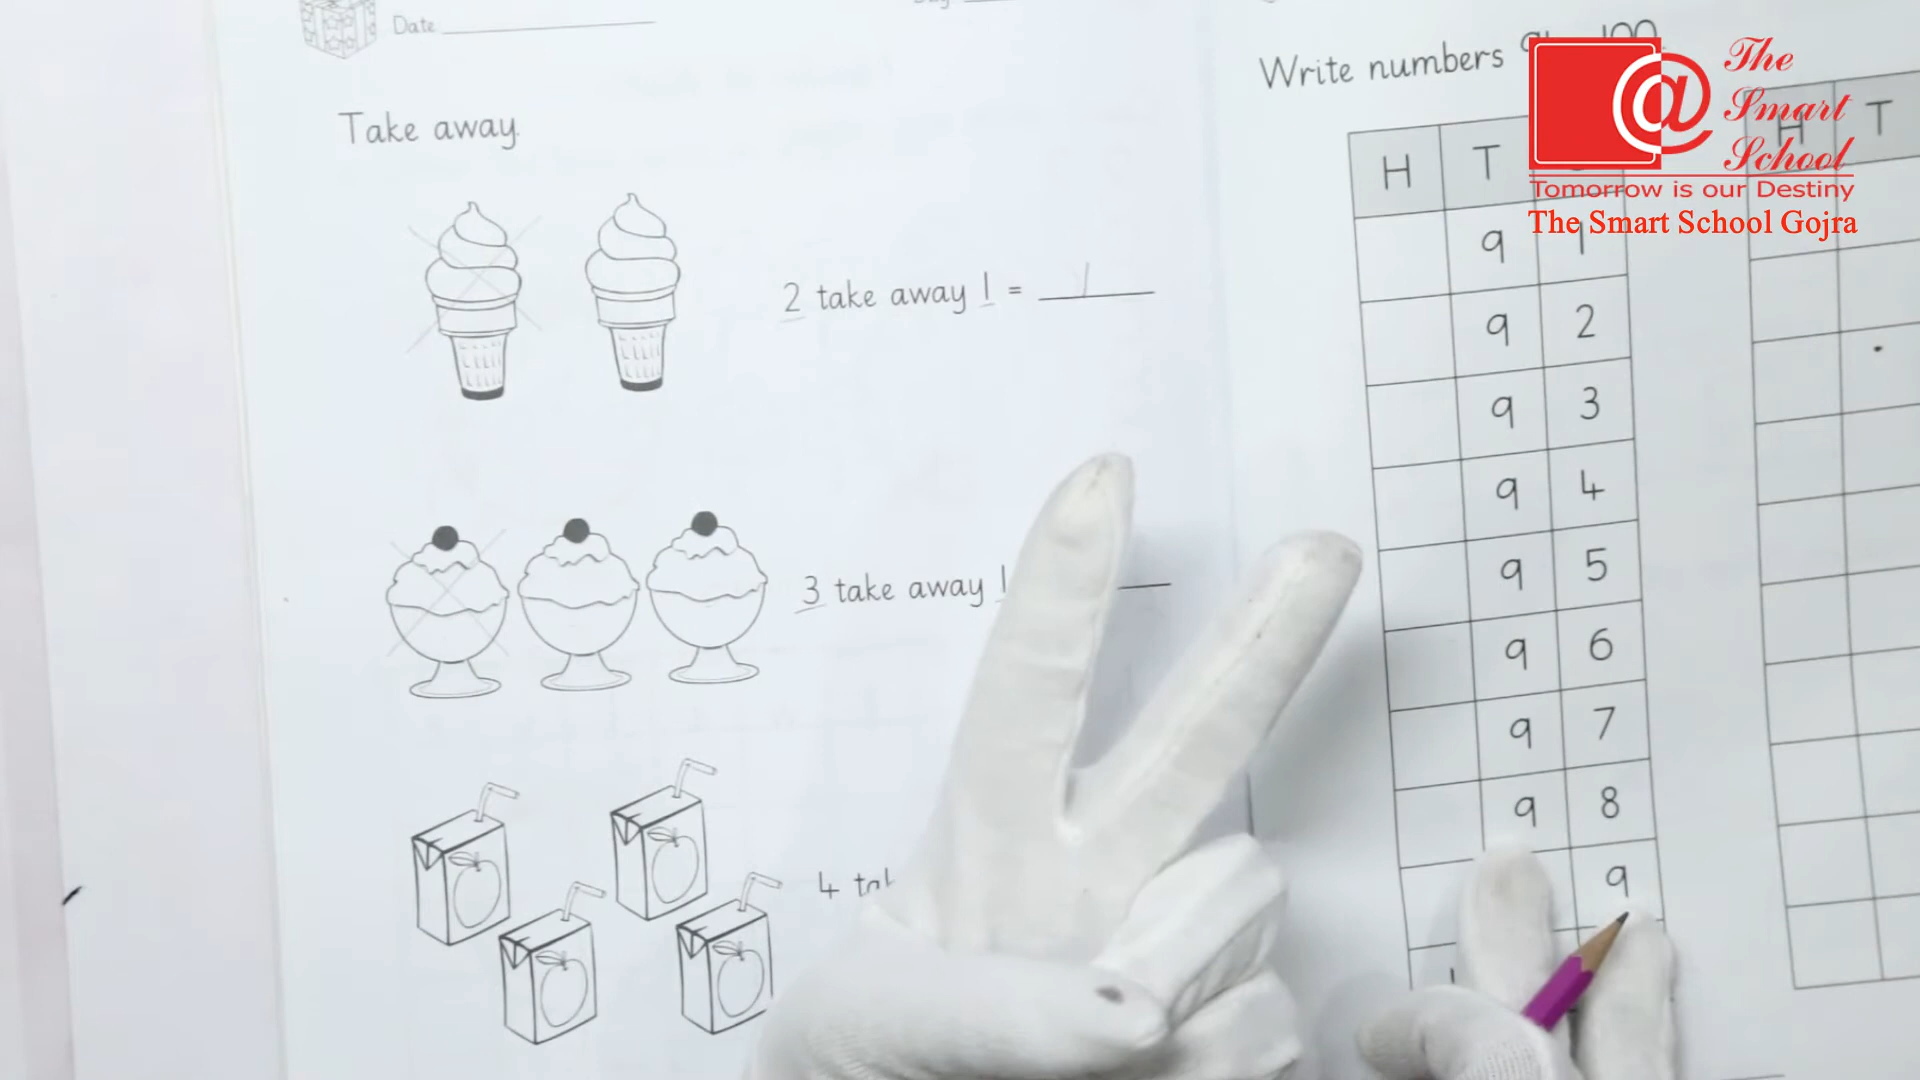 Date
Take away.
2 take away 1 = 1
3 take away 1
4
Write numbers
H T
9 1
9 2
9 3
9 4
9 5
9 6
9 7
9 8
9
H T
The
Smart
School
Tomorrow is our Destiny
The Smart School Gojra